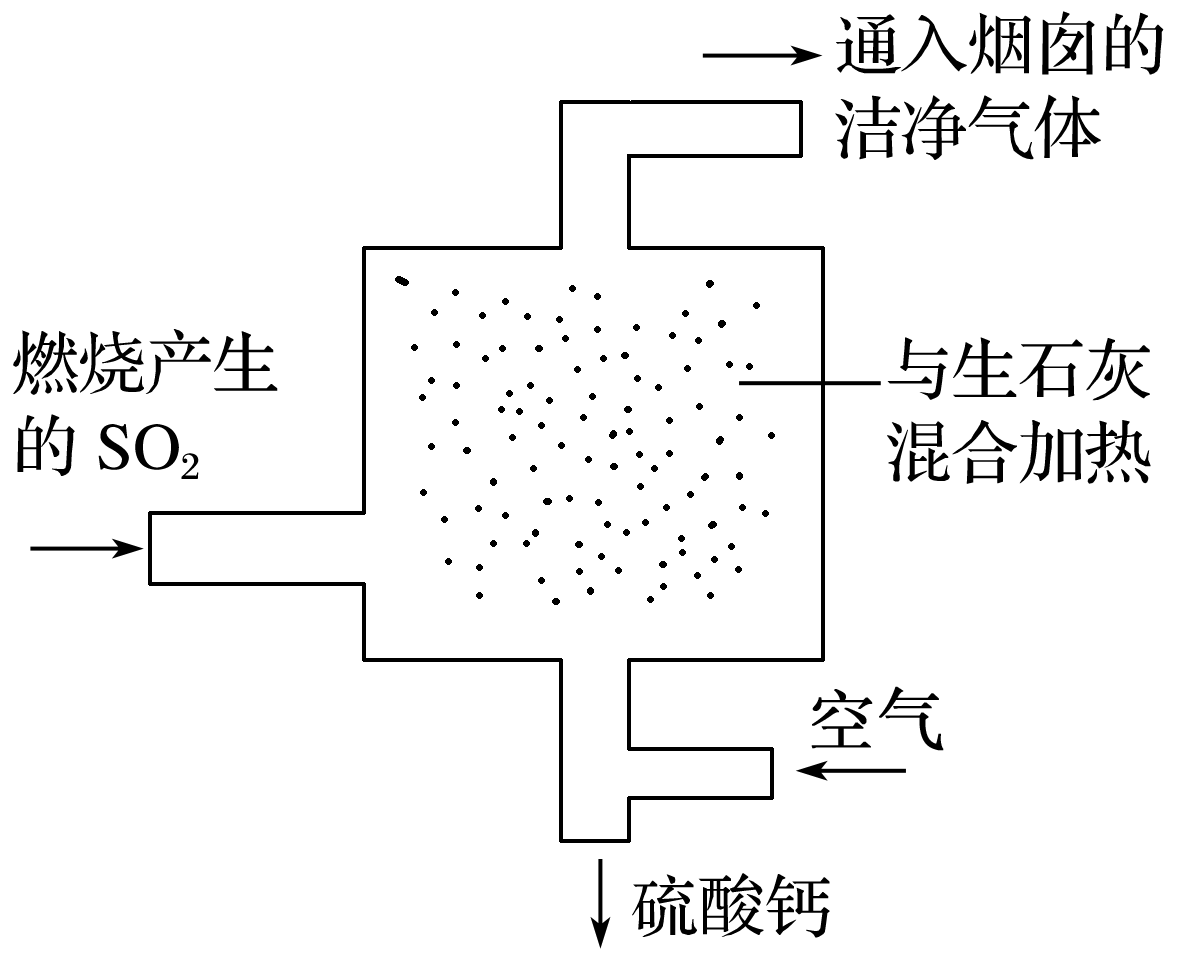 通入烟囱的
洁净气体
燃烧产生
的 SO₂
与生石灰
混合加热
空气
硫酸钙